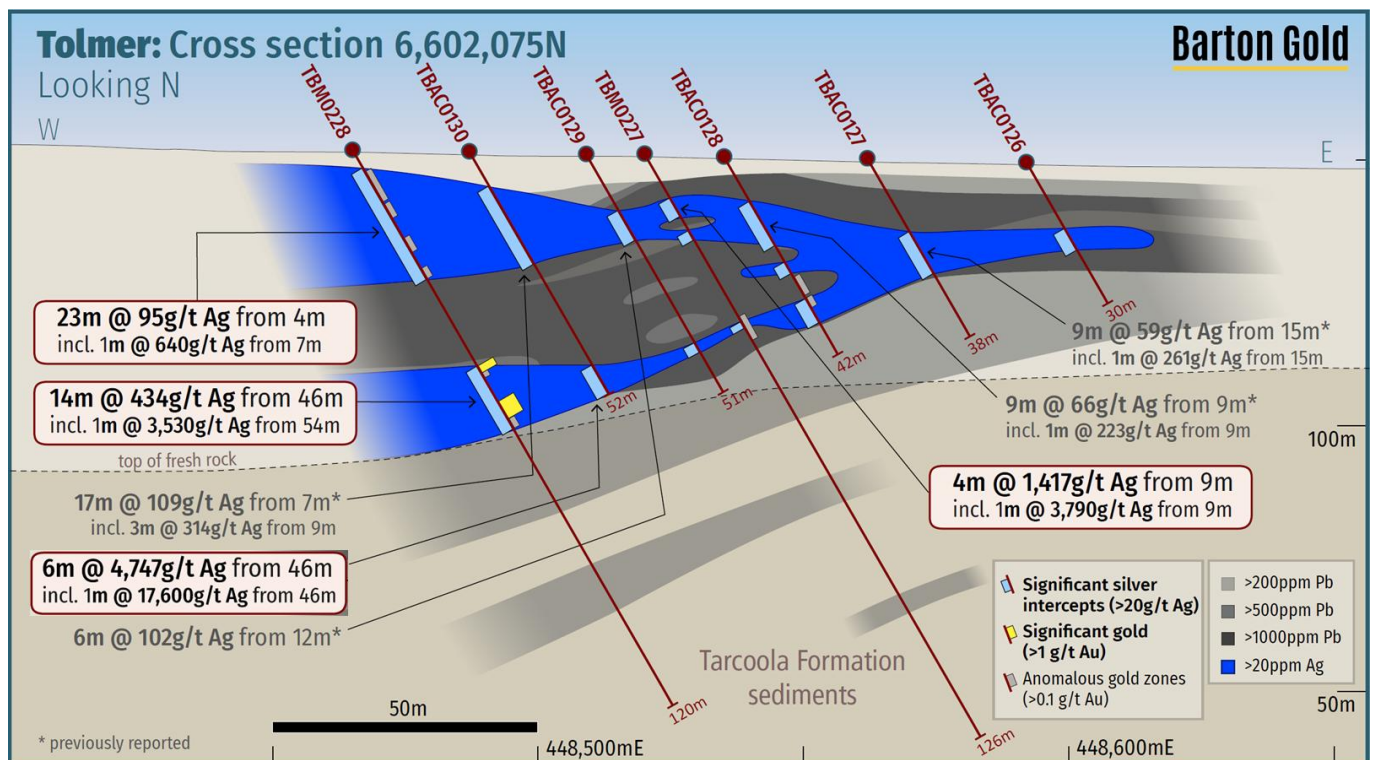 Tolmer: Cross section 6,602,075N
Looking N
Barton Gold
W
E
TBM0228
TBAC0130
TBAC0129
TBM0227
TBAC0128
TBAC0127
TBAC0126
23m @ 95g/t Ag from 4m
incl. 1m @ 640g/t Ag from 7m
14m @ 434g/t Ag from 46m
incl. 1m @ 3,530g/t Ag from 54m
top of fresh rock
17m @ 109g/t Ag from 7m*
incl. 3m @ 314g/t Ag from 9m
6m @ 4,747g/t Ag from 46m
incl. 1m @ 17,600g/t Ag from 46m
6m @ 102g/t Ag from 12m*
30m
38m
42m
51m
52m
120m
126m
9m @ 59g/t Ag from 15m*
incl. 1m @ 261g/t Ag from 15m
9m @ 66g/t Ag from 9m*
incl. 1m @ 223g/t Ag from 9m
100m
4m @ 1,417g/t Ag from 9m
incl. 1m @ 3,790g/t Ag from 9m
Significant silver
intercepts (>20g/t Ag)
Significant gold
(>1 g/t Au)
Anomalous gold zones
(>0.1 g/t Au)
>200ppm Pb
>500ppm Pb
>1000ppm Pb
>20ppm Ag
Tarcoola Formation
sediments
50m
50m
* previously reported
448,500mE
448,600mE